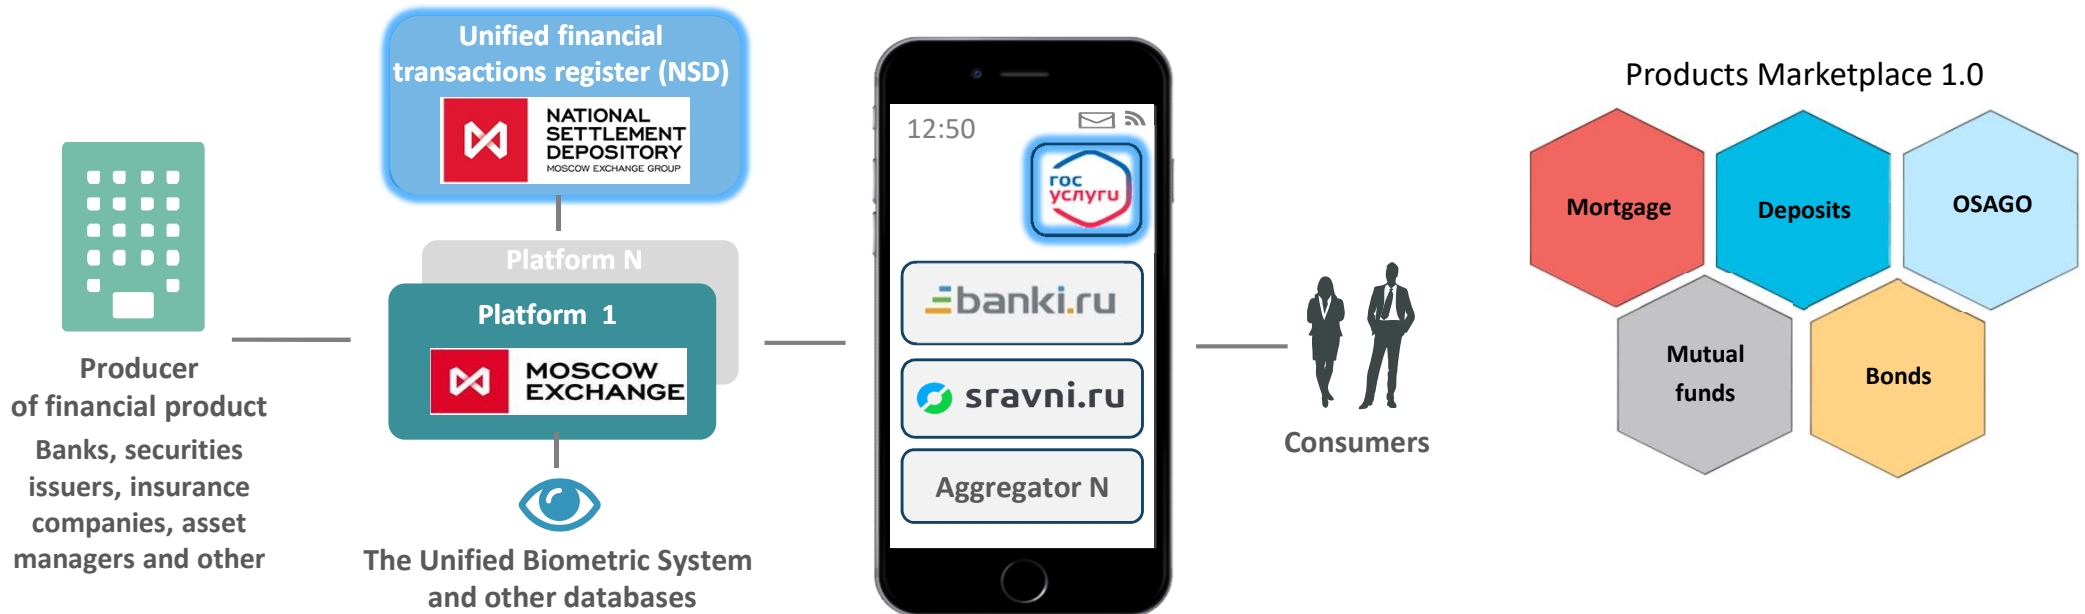 Unified financial
transactions register (NSD)
NATIONAL
SETTLEMENT
DEPOSITORY
MOSCOW EXCHANGE GROUP
Platform N
Platform 1
MOSCOW
EXCHANGE
The Unified Biometric System
and other databases
Producer
of financial product
Banks, securities
issuers, insurance
companies, asset
managers and other
12:50
гос
услуги
banki.ru
sravni.ru
Aggregator N
Consumers
Products Marketplace 1.0
Mortgage
Deposits
OSAGO
Mutual
funds
Bonds